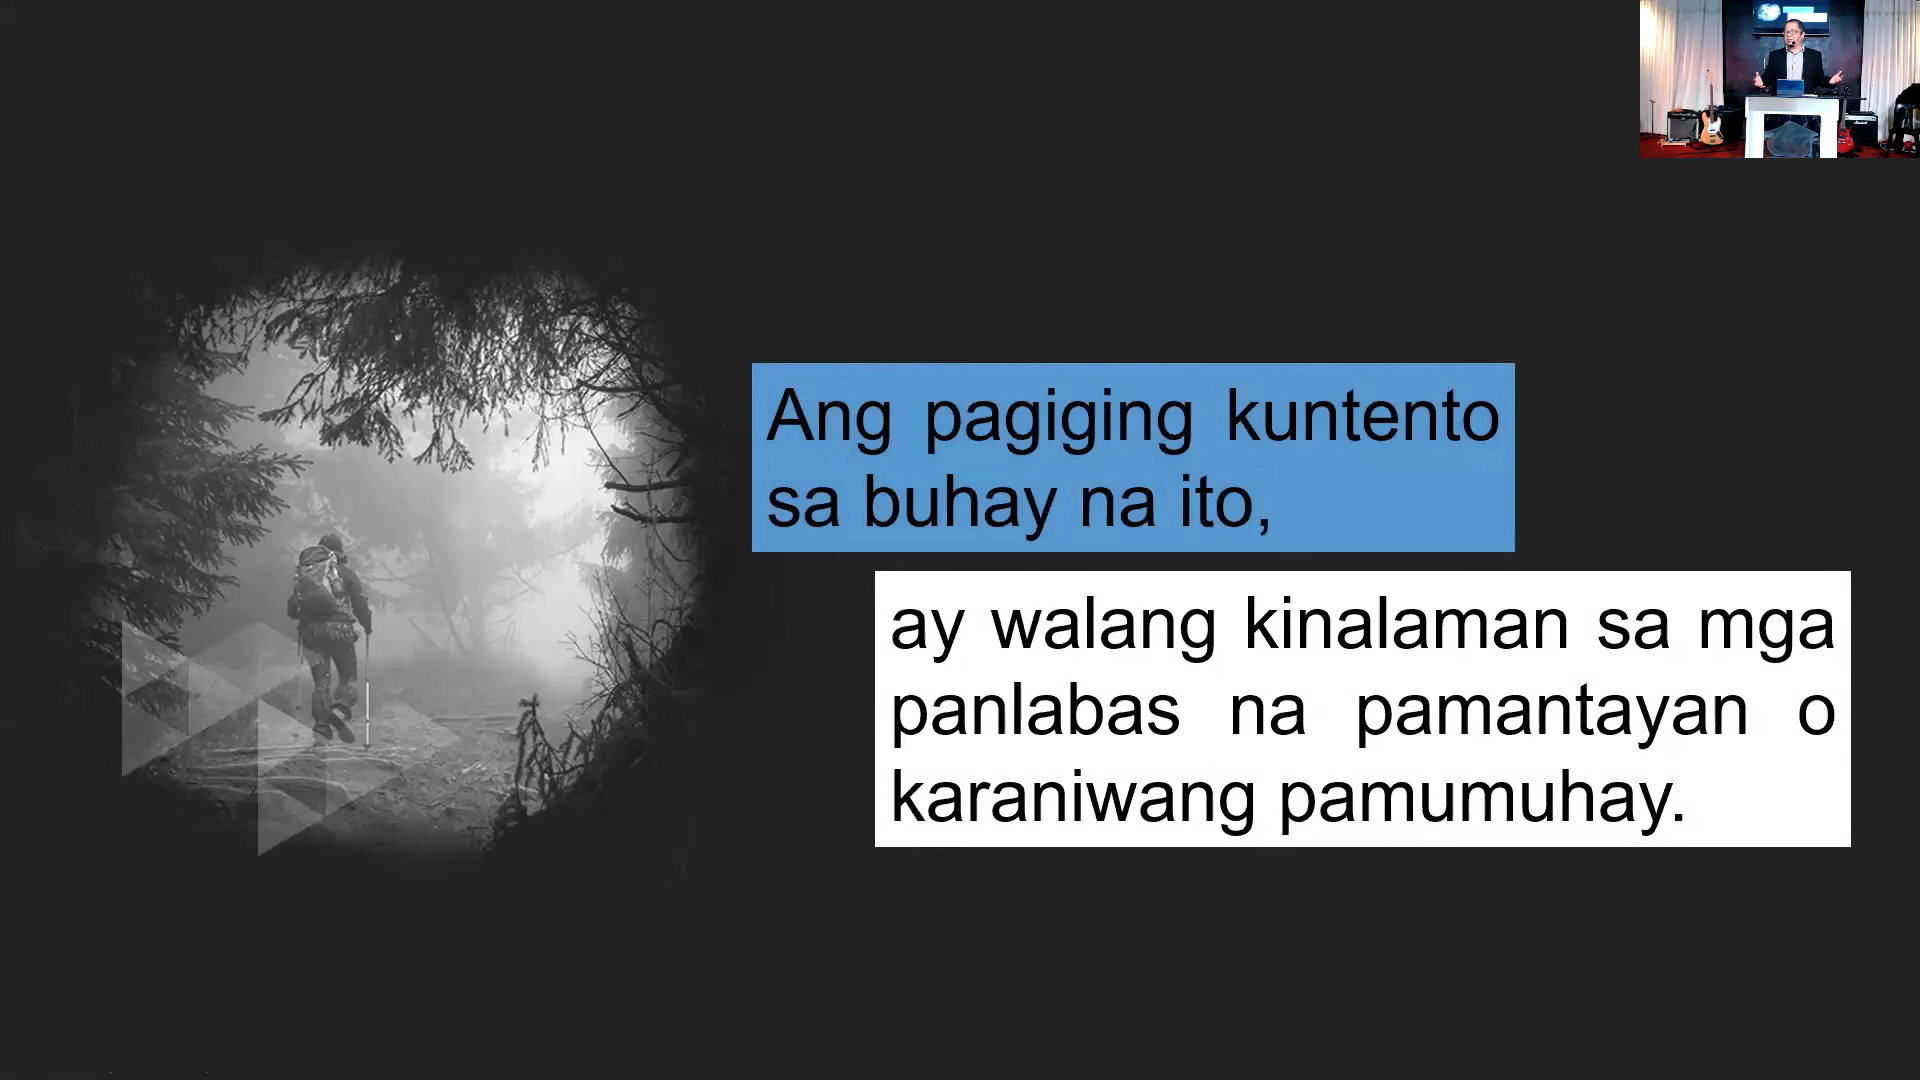 Ang pagiging kuntento
sa buhay na ito,
ay walang kinalaman sa mga
panlabas na pamantayan o
karaniwang pamumuhay.